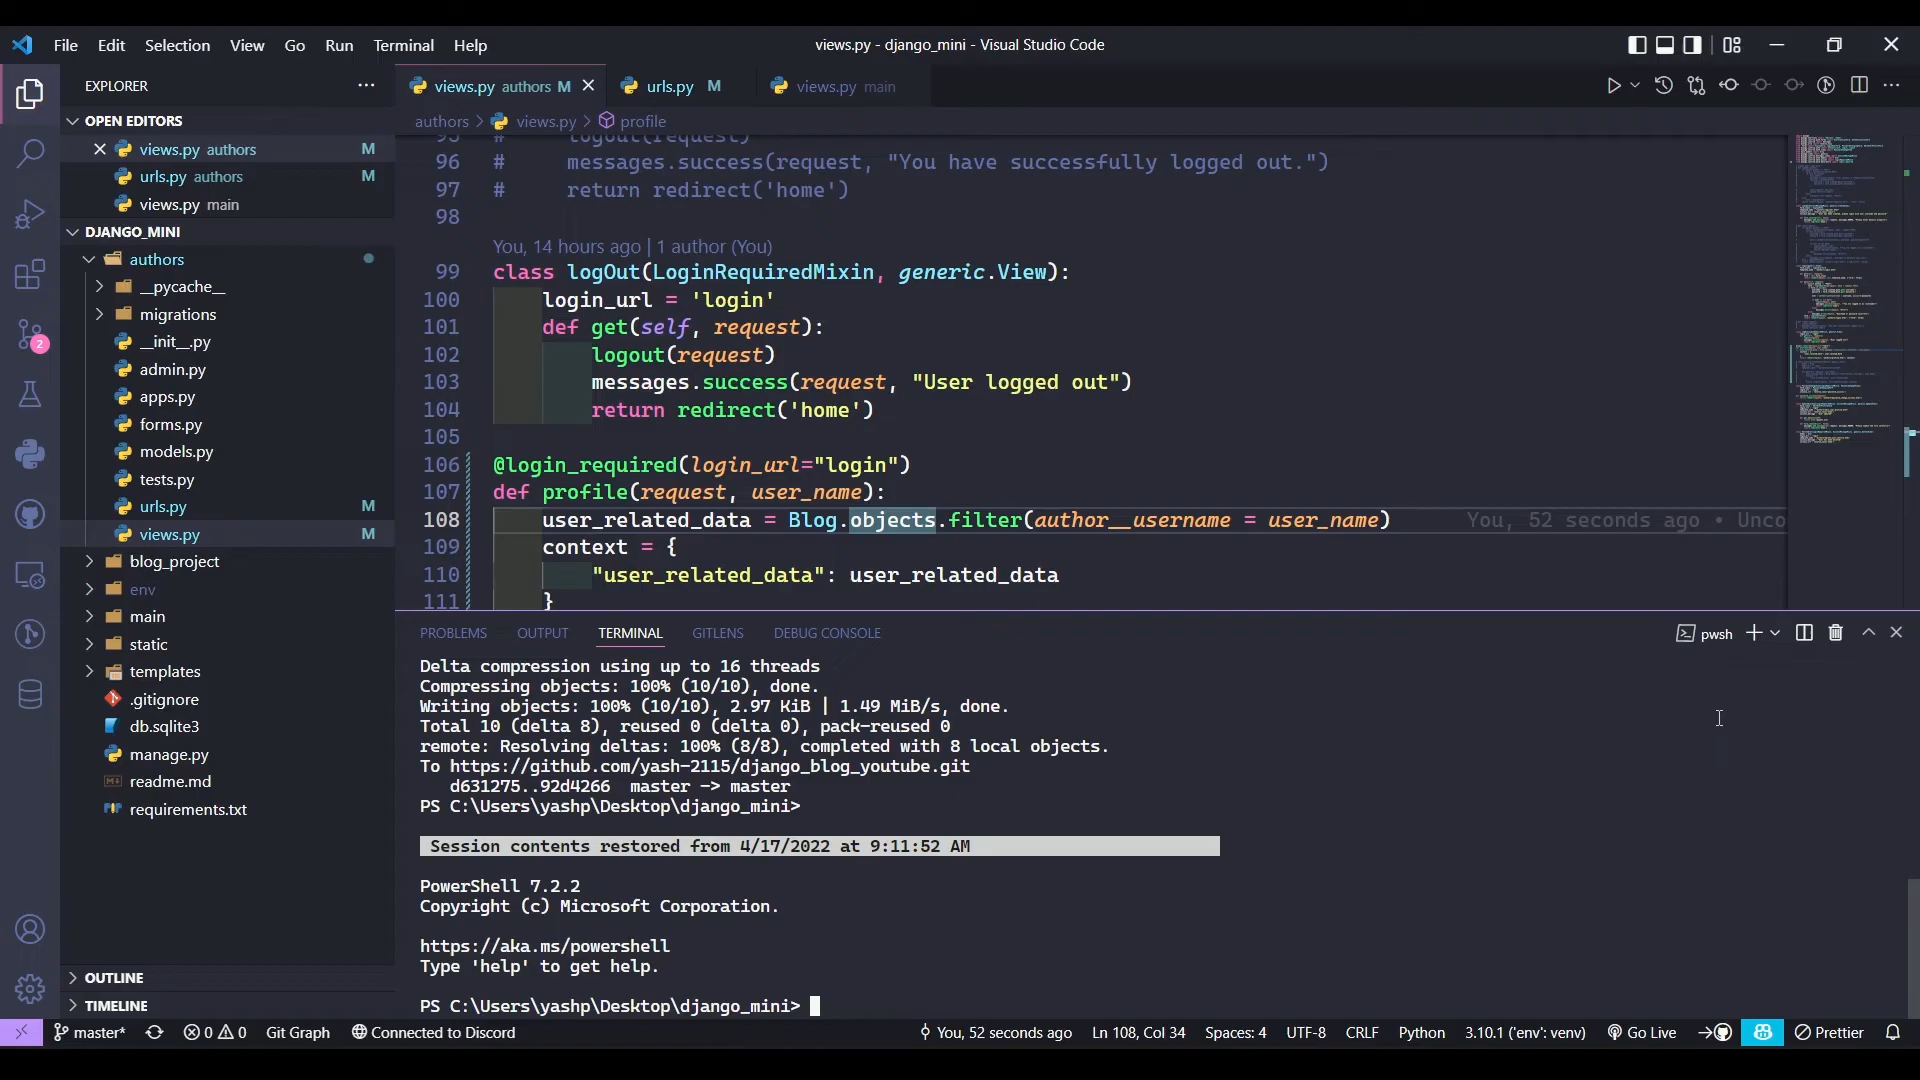 File Edit Selection View Go Run Terminal Help
views.py - django_mini - Visual Studio Code
EXPLORER
OPEN EDITORS
views.py authors M
urls.py authors M
views.py main
DJANGO_MINI
authors
__pycache__
migrations
__init__.py
admin.py
apps.py
forms.py
models.py
tests.py
urls.py M
views.py M
blog_project
env
main
static
templates
.gitignore
db.sqlite3
manage.py
readme.md
requirements.txt
OUTLINE
TIMELINE
2
views.py authors M
urls.py M
views.py main
authors > views.py > profile
95 # logout(request)
96 # messages.success(request, "You have successfully logged out.")
97 # return redirect('home')
98
You, 14 hours ago | 1 author (You)
99 class logOut(LoginRequiredMixin, generic.View):
100 login_url = 'login'
101 def get(self, request):
102 logout(request)
103 messages.success(request, "User logged out")
104 return redirect('home')
105
106 @login_required(login_url="login")
107 def profile(request, user_name):
108 user_related_data = Blog.objects.filter(author__username = user_name) You, 52 seconds ago • Unco
109 context = {
110 "user_related_data": user_related_data
111 }
PROBLEMS OUTPUT TERMINAL GITLENS DEBUG CONSOLE
pwsh
Delta compression using up to 16 threads
Compressing objects: 100% (10/10), done.
Writing objects: 100% (10/10), 2.97 KiB | 1.49 MiB/s, done.
Total 10 (delta 8), reused 0 (delta 0), pack-reused 0
remote: Resolving deltas: 100% (8/8), completed with 8 local objects.
To https://github.com/yash-2115/django_blog_youtube.git
d631275..92d4266 master -> master
PS C:\Users\yashp\Desktop\django_mini>
Session contents restored from 4/17/2022 at 9:11:52 AM
PowerShell 7.2.2
Copyright (c) Microsoft Corporation.
https://aka.ms/powershell
Type 'help' to get help.
PS C:\Users\yashp\Desktop\django_mini>
master* 0 0 Git Graph Connected to Discord You, 52 seconds ago Ln 108, Col 34 Spaces: 4 UTF-8 CRLF Python 3.10.1 ('env': venv) Go Live Prettier